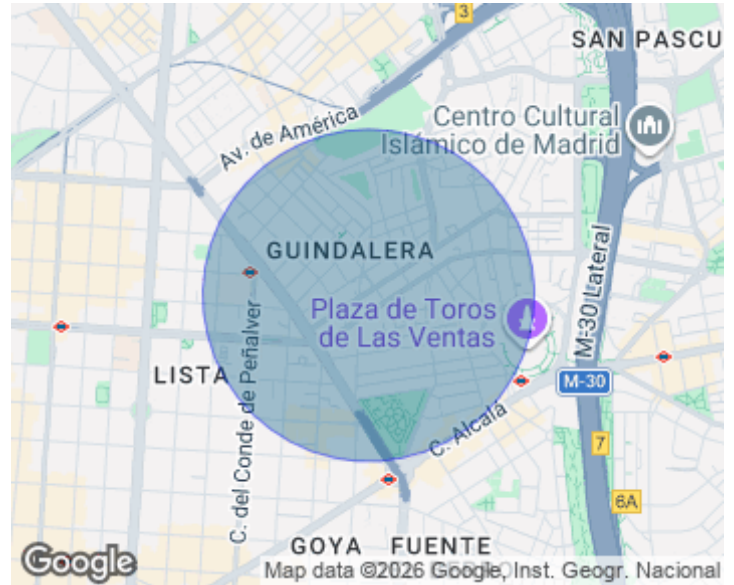 3
SAN PASCU
Centro Cultural
Islámico de Madrid
Av. de América
GUINDALERA
M-30 Lateral
Plaza de Toros
de Las Ventas
LISTA
C. del Conde de Peñalver
M-30
C. Alcalá
7
6A
GOYA
FUENTE
Google
Map data ©2026 Google, Inst. Geogr. Nacional